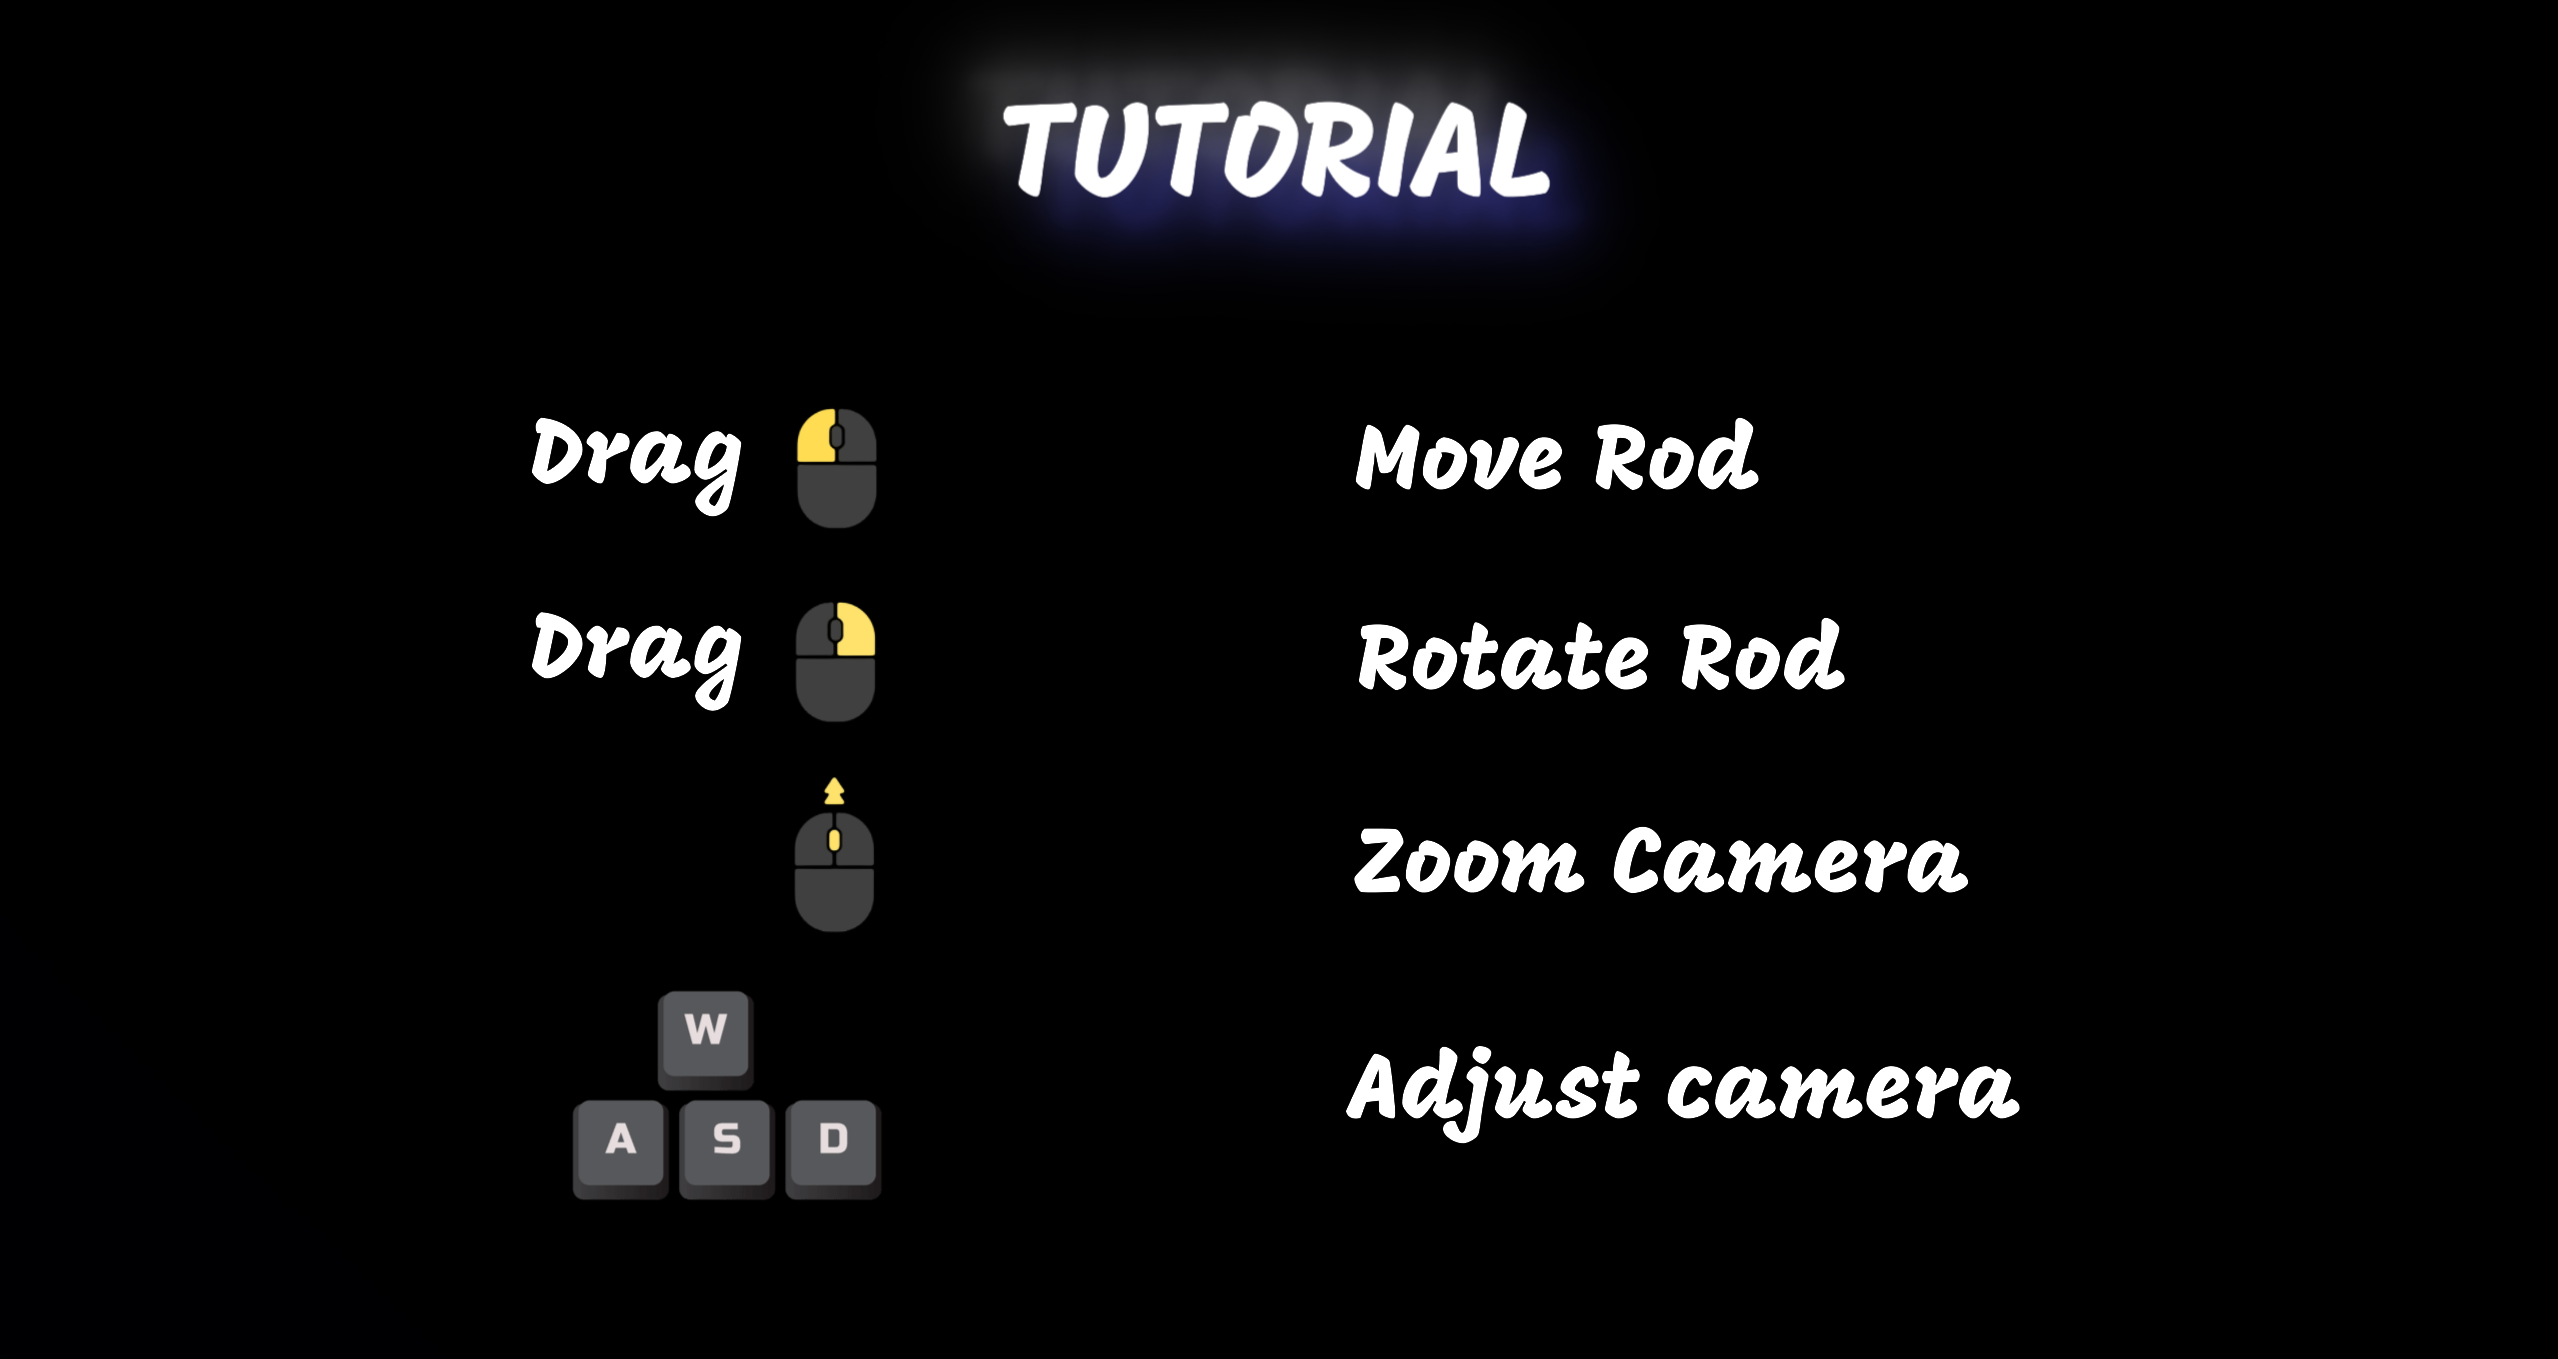 TUTORIAL
Drag Move Rod
Drag Rotate Rod
Zoom Camera
W
A S D Adjust camera